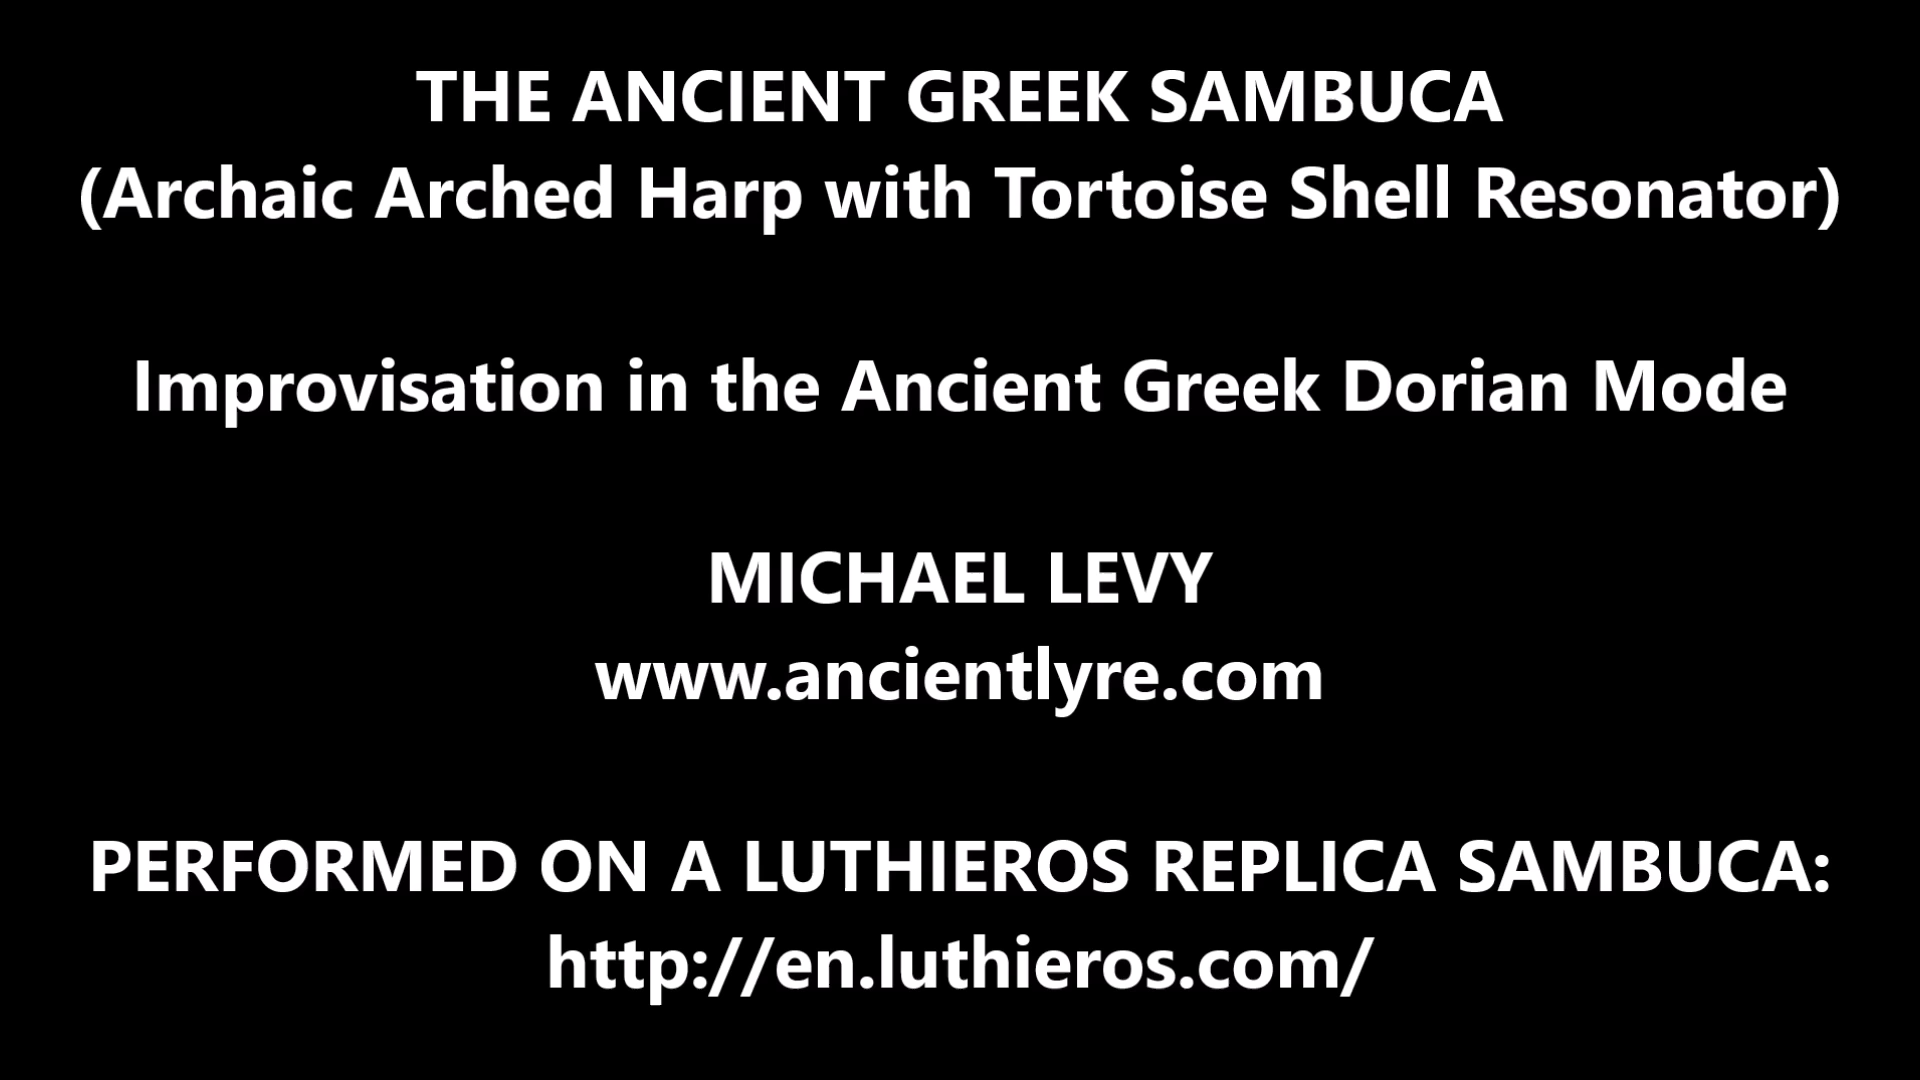 THE ANCIENT GREEK SAMBUCA
(Archaic Arched Harp with Tortoise Shell Resonator)
Improvisation in the Ancient Greek Dorian Mode
MICHAEL LEVY
www.ancientlyre.com
PERFORMED ON A LUTHIEROS REPLICA SAMBUCA:
http://en.luthieros.com/